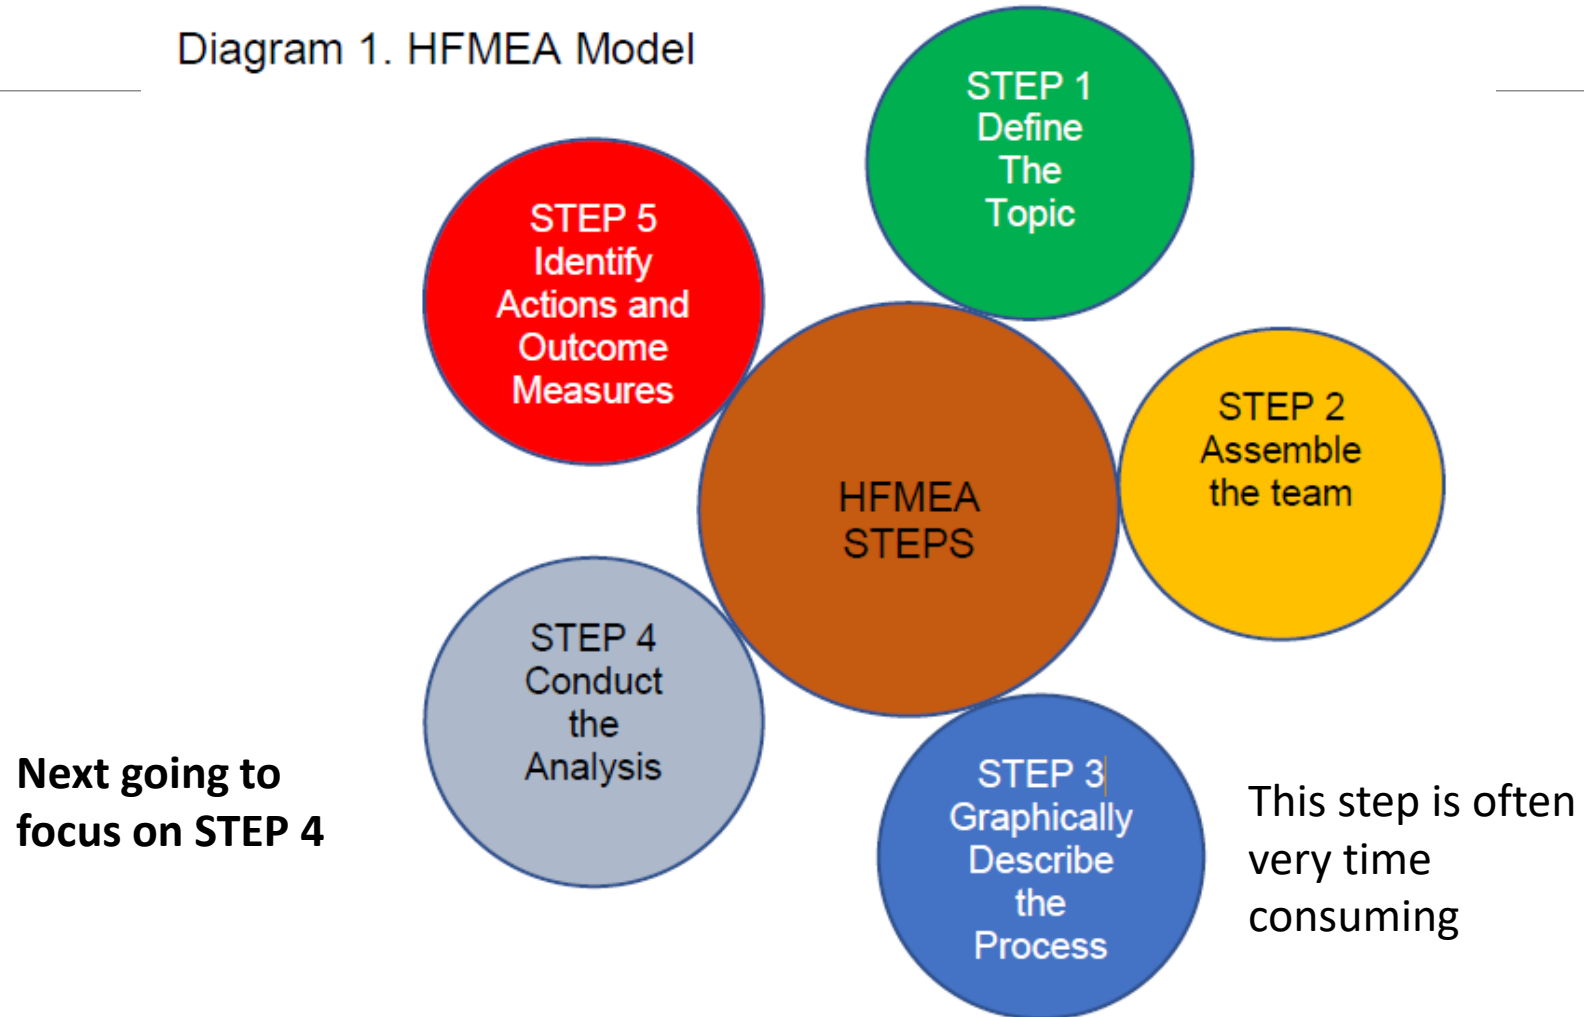 Diagram 1. HFMEA Model
STEP 1
Define
The
Topic
STEP 2
Assemble
the team
STEP 3
Graphically
Describe
the
Process
This step is often
very time
consuming
STEP 4
Conduct
the
Analysis
Next going to
focus on STEP 4
STEP 5
Identify
Actions and
Outcome
Measures
HFMEA
STEPS